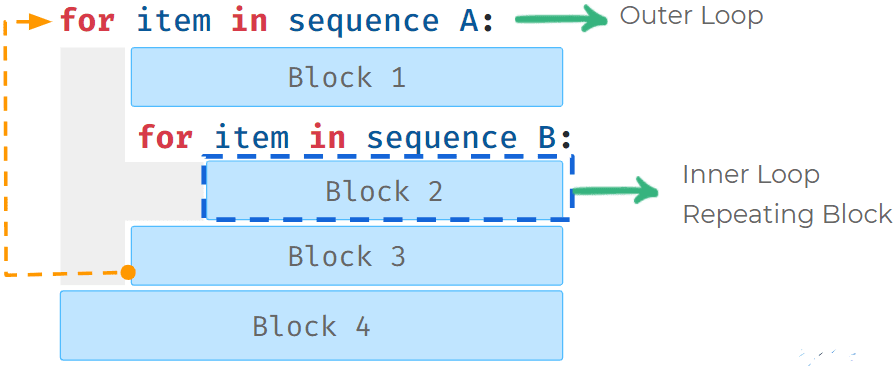 for item in sequence A:
Outer Loop
Block 1
for item in sequence B:
Block 2
Inner Loop
Repeating Block
Block 3
Block 4